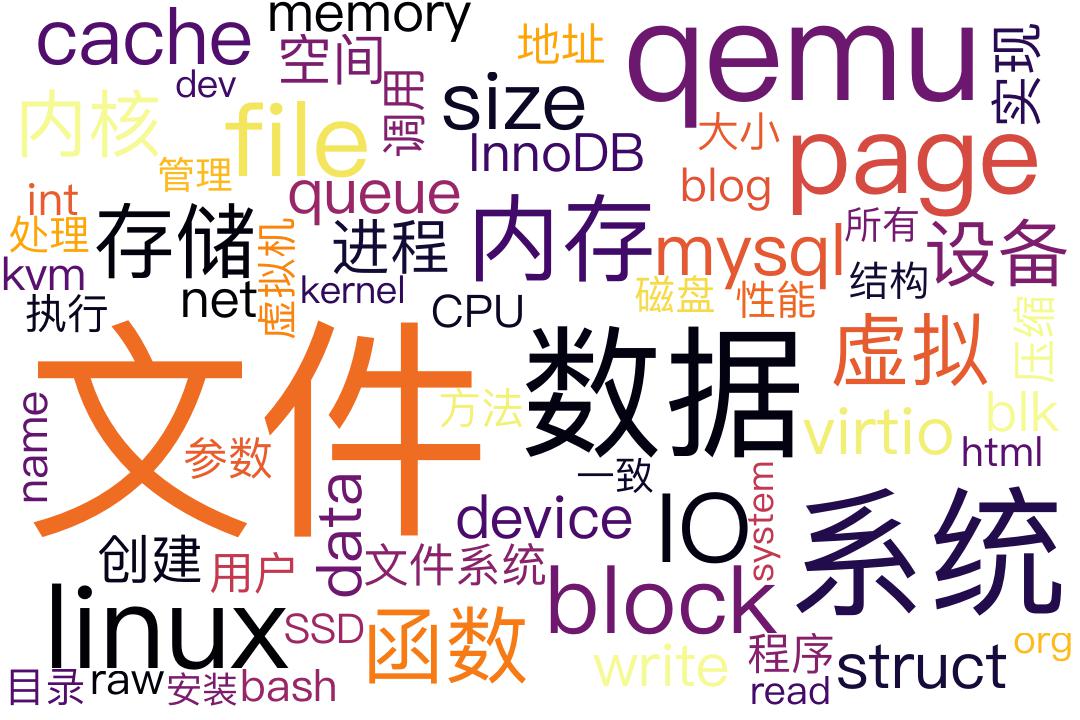 cache
memory
空间
地址
qemu
实现
dev
调用
size
内核
file
大小
InnoDB
page
管理
queue
blog
int
处理
存储
虚拟机
进程
内存
mysql
所有
设备
kvm
net
kernel
结构
执行
CPU
磁盘
性能
压缩
文件
数据
虚拟
方法
name
参数
virtio
blk
html
一致
data
device
IO
system
系统
创建
用户
文件系统
linux
block
SSD
函数
org
write
程序
struct
目录
raw
安装
bash
read